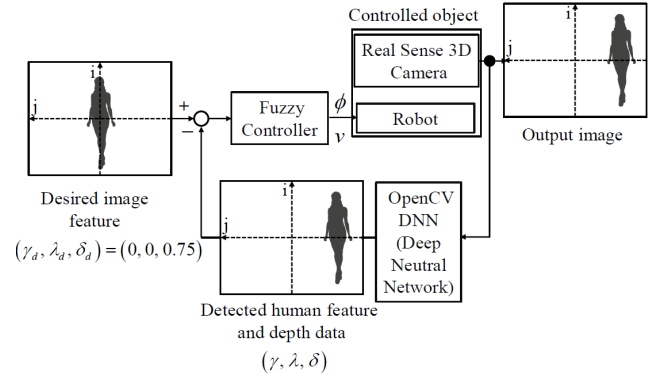 Controlled object
i
j
+
−
Fuzzy
Controller
ϕ
v
Real Sense 3D
Camera
Robot
i
j
Output image
Desired image
feature
(γd, λd, δd) = (0, 0, 0.75)
i
j
OpenCV
DNN
(Deep
Neutral
Network)
Detected human feature
and depth data
(γ, λ, δ)